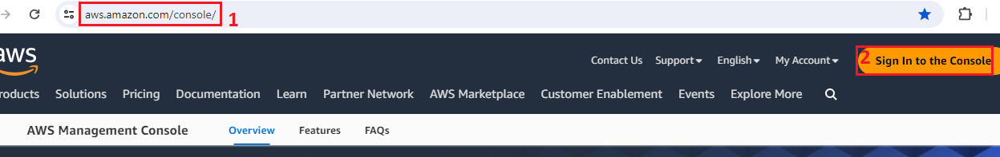 aws.amazon.com/console/ 1
aws
Contact Us Support English My Account 2 Sign In to the Console
roducts Solutions Pricing Documentation Learn Partner Network AWS Marketplace Customer Enablement Events Explore More
AWS Management Console Overview Features FAQs